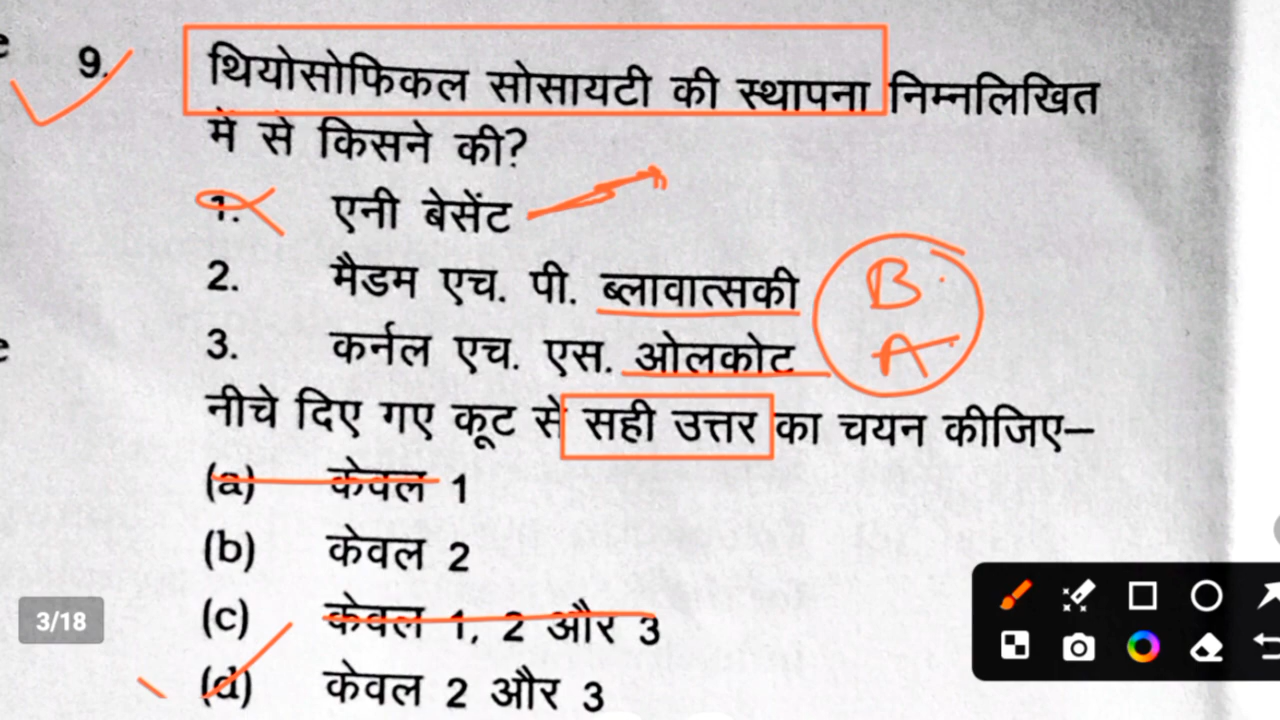 9. थियोसोफिकल सोसायटी की स्थापना निम्नलिखित
में से किसने की?
1. एनी बेसेंट
2. मैडम एच. पी. ब्लावात्सकी
B.
3. कर्नल एच. एस. ओलकोट
A
नीचे दिए गए कूट से सही उत्तर का चयन कीजिए–
(a) केवल 1
(b) केवल 2
(c) केवल 1, 2 और 3
(d) केवल 2 और 3
3/18